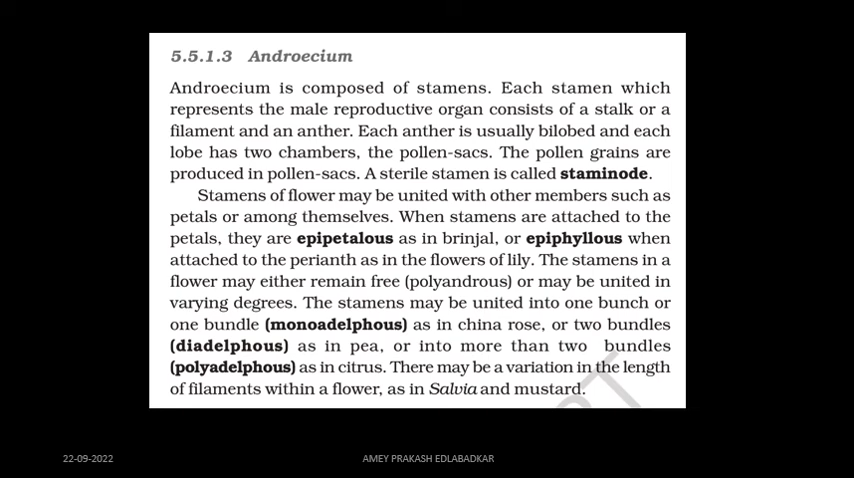 5.5.1.3 Androecium
Androecium is composed of stamens. Each stamen which
represents the male reproductive organ consists of a stalk or a
filament and an anther. Each anther is usually bilobed and each
lobe has two chambers, the pollen-sacs. The pollen grains are
produced in pollen-sacs. A sterile stamen is called staminode.
Stamens of flower may be united with other members such as
petals or among themselves. When stamens are attached to the
petals, they are epipetalous as in brinjal, or epiphyllous when
attached to the perianth as in the flowers of lily. The stamens in a
flower may either remain free (polyandrous) or may be united in
varying degrees. The stamens may be united into one bunch or
one bundle (monoadelphous) as in china rose, or two bundles
(diadelphous) as in pea, or into more than two bundles
(polyadelphous) as in citrus. There may be a variation in the length
of filaments within a flower, as in Salvia and mustard.
22-09-2022
AMEY PRAKASH EDLABADKAR